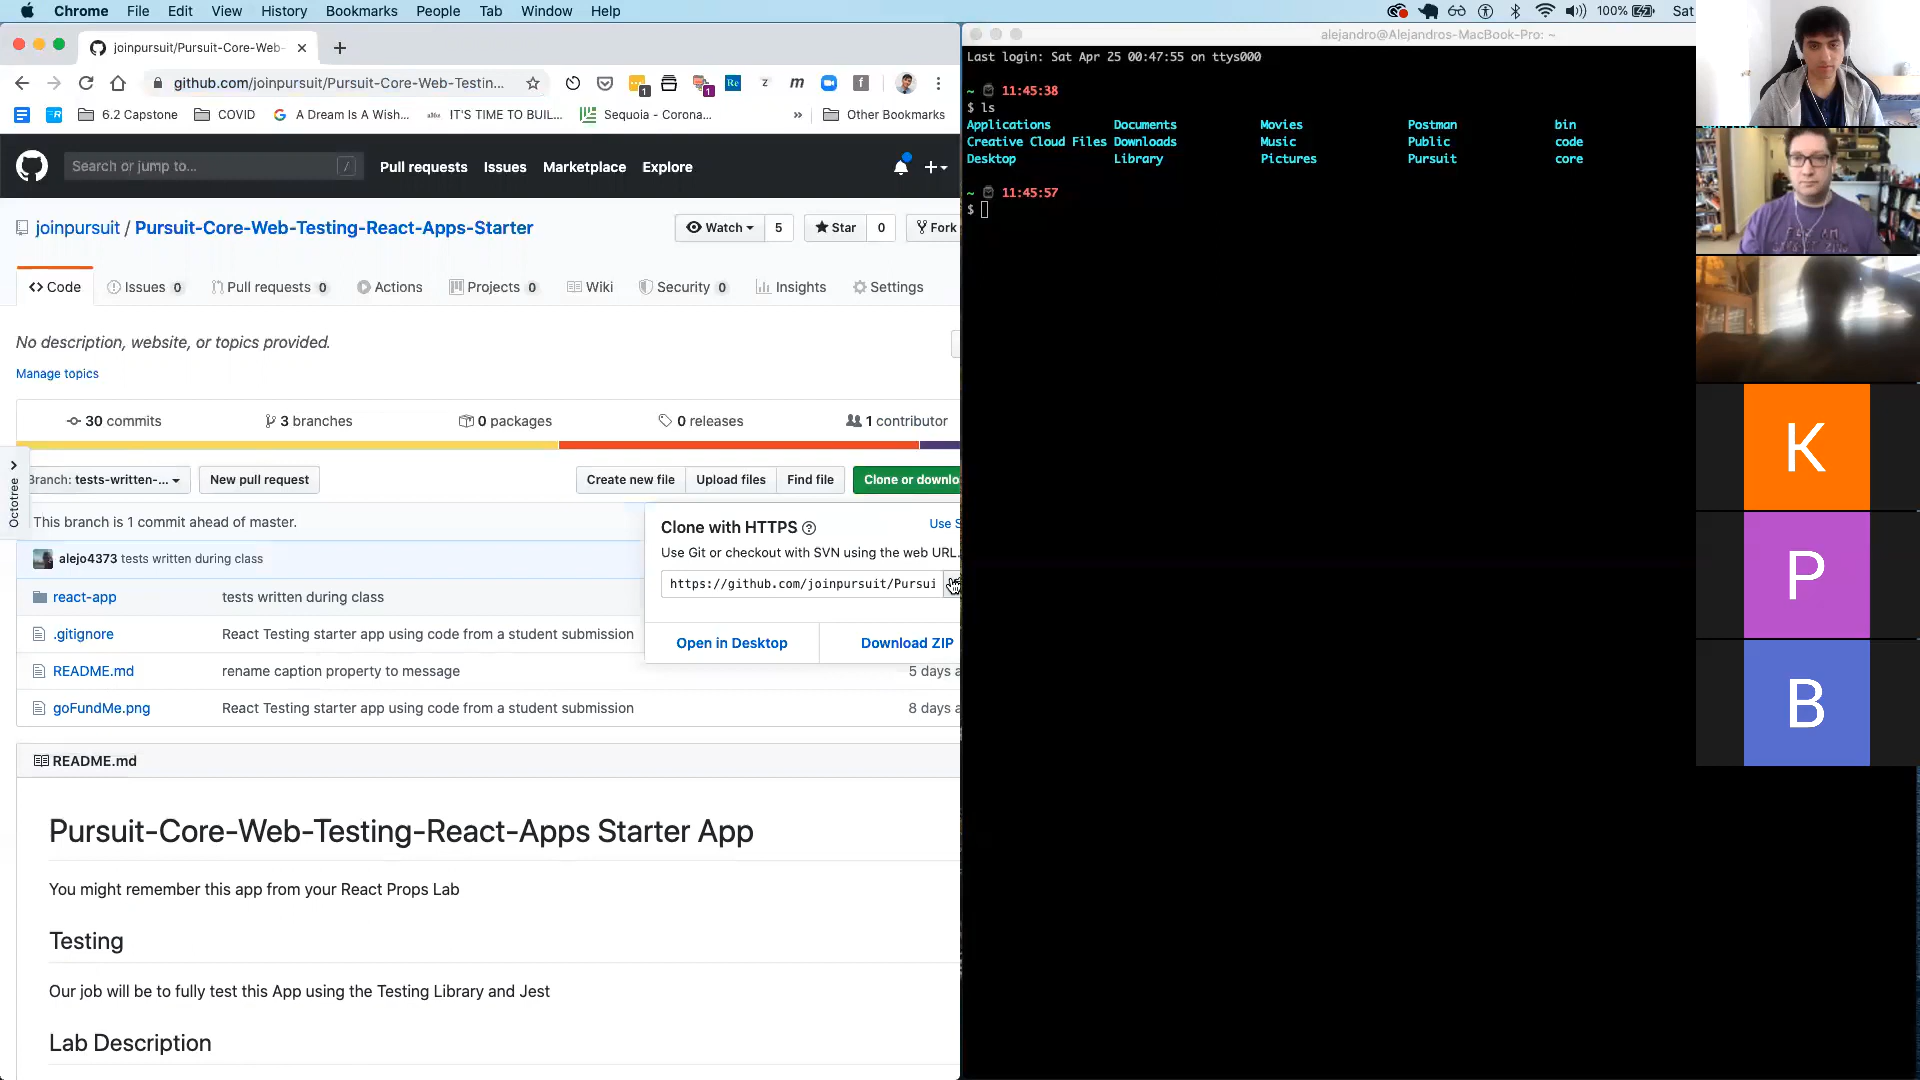 Chrome File Edit View History Bookmarks People Tab Window Help
100% Sat
joinpursuit/Pursuit-Core-Web-
github.com/joinpursuit/Pursuit-Core-Web-Testin...
6.2 Capstone COVID A Dream Is A Wish... IT'S TIME TO BUIL... Sequoia - Corona... » Other Bookmarks
Search or jump to... / Pull requests Issues Marketplace Explore
joinpursuit / Pursuit-Core-Web-Testing-React-Apps-Starter
Watch 5 Star 0 Fork
Code Issues 0 Pull requests 0 Actions Projects 0 Wiki Security 0 Insights Settings
No description, website, or topics provided.
Manage topics
30 commits 3 branches 0 packages 0 releases 1 contributor
Octotree
Branch: tests-written-... New pull request Create new file Upload files Find file Clone or downlo
This branch is 1 commit ahead of master.
Clone with HTTPS Use S
Use Git or checkout with SVN using the web URL.
https://github.com/joinpursuit/Pursui
Open in Desktop Download ZIP
alejo4373 tests written during class
react-app tests written during class
.gitignore React Testing starter app using code from a student submission
README.md rename caption property to message 5 days a
goFundMe.png React Testing starter app using code from a student submission 8 days a
README.md
Pursuit-Core-Web-Testing-React-Apps Starter App
You might remember this app from your React Props Lab
Testing
Our job will be to fully test this App using the Testing Library and Jest
Lab Description
alejandro@Alejandros-MacBook-Pro: ~
Last login: Sat Apr 25 00:47:55 on ttys000
~ 11:45:38
$ ls
Applications Documents Movies Postman bin
Creative Cloud Files Downloads Music Public code
Desktop Library Pictures Pursuit core
~ 11:45:57
$
K
P
B